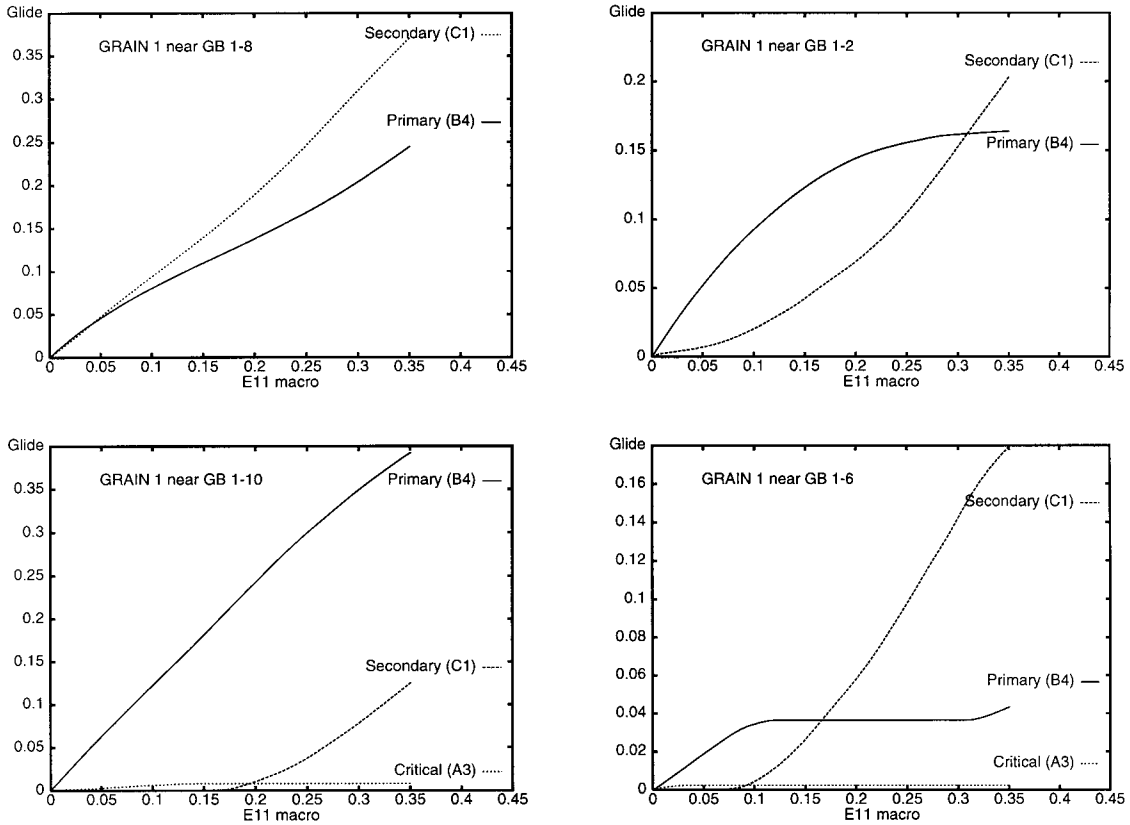 Glide
GRAIN 1 near GB 1-8
Secondary (C1)
Primary (B4)
0.35
0.3
0.25
0.2
0.15
0.1
0.05
0
0 0.05 0.1 0.15 0.2 0.25 0.3 0.35 0.4 0.45
E11 macro
Glide
GRAIN 1 near GB 1-2
Secondary (C1)
Primary (B4)
0.2
0.15
0.1
0.05
0
0 0.05 0.1 0.15 0.2 0.25 0.3 0.35 0.4 0.45
E11 macro
Glide
GRAIN 1 near GB 1-10
Primary (B4)
Secondary (C1)
Critical (A3)
0.35
0.3
0.25
0.2
0.15
0.1
0.05
0
0 0.05 0.1 0.15 0.2 0.25 0.3 0.35 0.4 0.45
E11 macro
Glide
GRAIN 1 near GB 1-6
Secondary (C1)
Primary (B4)
Critical (A3)
0.16
0.14
0.12
0.1
0.08
0.06
0.04
0.02
0
0 0.05 0.1 0.15 0.2 0.25 0.3 0.35 0.4 0.45
E11 macro